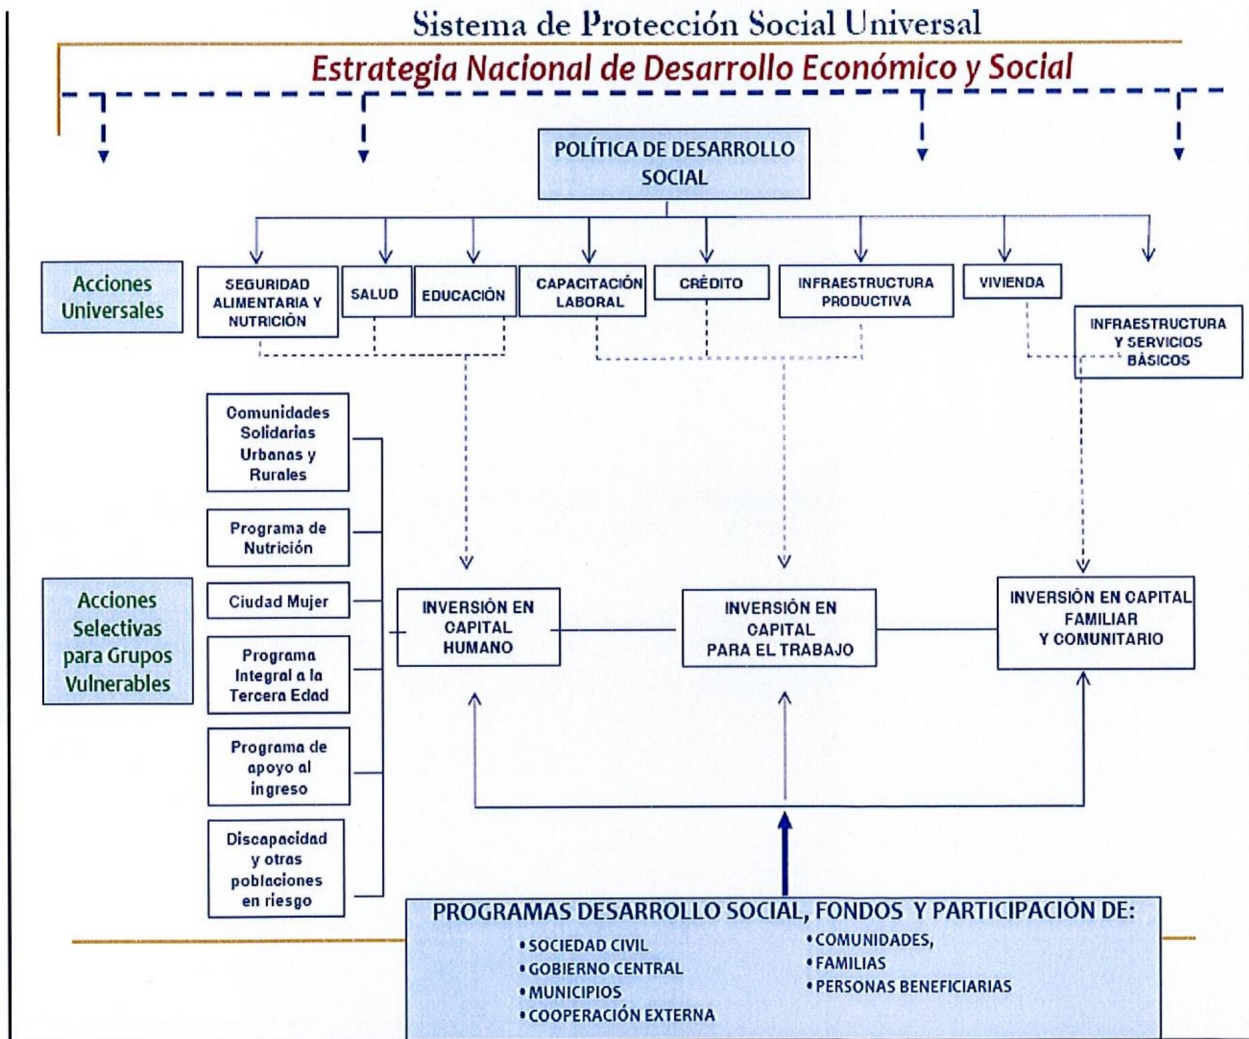 Sistema de Protección Social Universal
Estrategia Nacional de Desarrollo Económico y Social
POLÍTICA DE DESARROLLO
SOCIAL
Acciones
Universales
SEGURIDAD
ALIMENTARIA Y
NUTRICIÓN
SALUD
EDUCACIÓN
CAPACITACIÓN
LABORAL
CRÉDITO
INFRAESTRUCTURA
PRODUCTIVA
VIVIENDA
INFRAESTRUCTURA
Y SERVICIOS
BÁSICOS
Comunidades
Solidarias
Urbanas y
Rurales
Programa de
Nutrición
Acciones
Selectivas
para Grupos
Vulnerables
Ciudad Mujer
Programa
Integral a la
Tercera Edad
Programa de
apoyo al
ingreso
Discapacidad
y otras
poblaciones
en riesgo
INVERSIÓN EN
CAPITAL
HUMANO
INVERSIÓN EN
CAPITAL
PARA EL TRABAJO
INVERSIÓN EN CAPITAL
FAMILIAR
Y COMUNITARIO
PROGRAMAS DESARROLLO SOCIAL, FONDOS Y PARTICIPACIÓN DE:
•SOCIEDAD CIVIL
•GOBIERNO CENTRAL
•MUNICIPIOS
•COOPERACIÓN EXTERNA
•COMUNIDADES,
•FAMILIAS
•PERSONAS BENEFICIARIAS